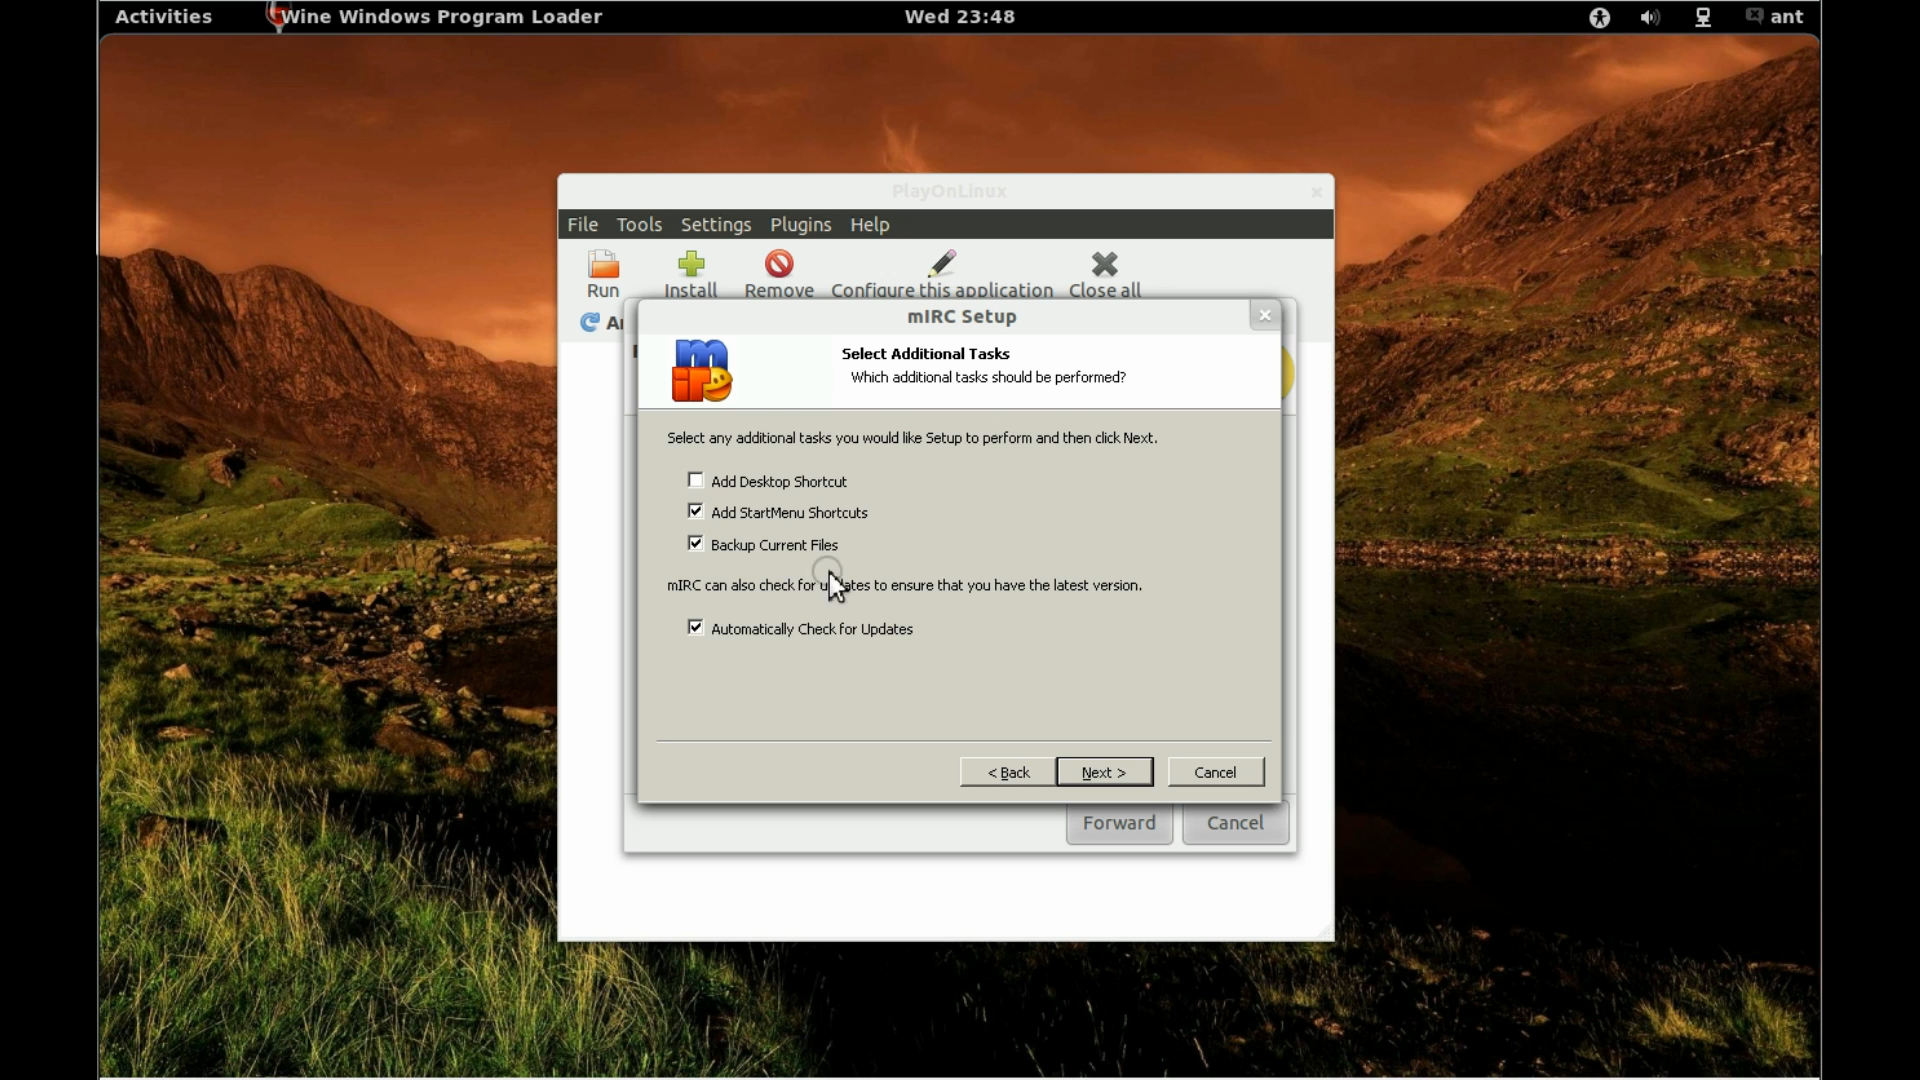 Activities Wine Windows Program Loader Wed 23:48 ant
PlayOnLinux
File Tools Settings Plugins Help
Run Install Remove Configure this application Close all
mIRC Setup
Select Additional Tasks
Which additional tasks should be performed?
Select any additional tasks you would like Setup to perform and then click Next.
Add Desktop Shortcut
Add StartMenu Shortcuts
Backup Current Files
mIRC can also check for updates to ensure that you have the latest version.
Automatically Check for Updates
< Back Next > Cancel
Forward Cancel